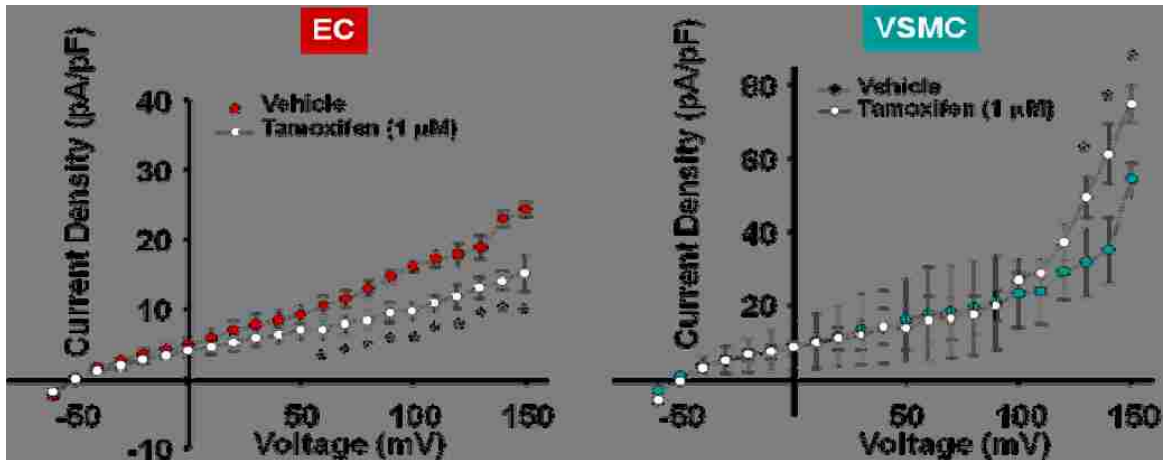 EC
Current Density (pA/pF)
40
30
20
10
-10
Vehicle
Tamoxifen (1 µM)
-50
50
100
150
Voltage (mV)
VSMC
Current Density (pA/pF)
80
60
40
20
Vehicle
Tamoxifen (1 µM)
-50
50
100
150
Voltage (mV)